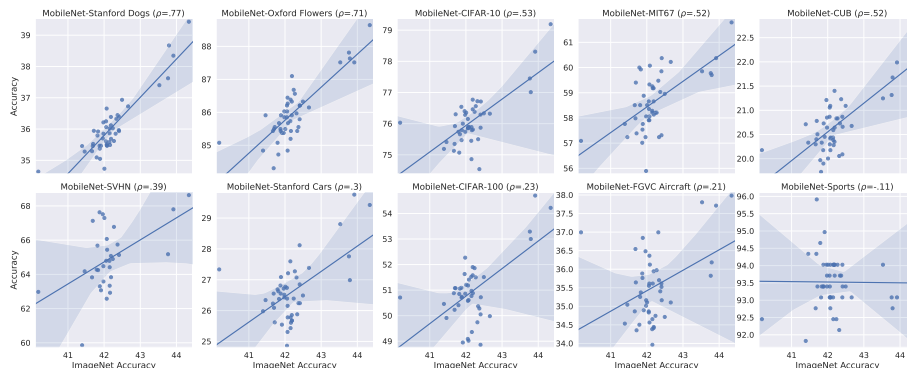 MobileNet-Stanford Dogs (ρ=.77)
MobileNet-Oxford Flowers (ρ=.71)
MobileNet-CIFAR-10 (ρ=.53)
MobileNet-MIT67 (ρ=.52)
MobileNet-CUB (ρ=.52)
Accuracy
39
38
37
36
35
88
87
86
85
79
78
77
76
75
61
60
59
58
57
56
22.0
21.5
21.0
20.5
20.0
MobileNet-SVHN (ρ=.39)
MobileNet-Stanford Cars (ρ=.3)
MobileNet-CIFAR-100 (ρ=.23)
MobileNet-FGVC Aircraft (ρ=.21)
MobileNet-Sports (ρ=-.11)
Accuracy
68
66
64
62
60
29
28
27
26
25
54
53
52
51
50
49
38.0
37.5
37.0
36.5
36.0
35.5
35.0
34.5
34.0
96.0
95.5
95.0
94.5
94.0
93.5
93.0
92.5
92.0
41 42 43 44
41 42 43 44
41 42 43 44
41 42 43 44
41 42 43 44
ImageNet Accuracy
ImageNet Accuracy
ImageNet Accuracy
ImageNet Accuracy
ImageNet Accuracy